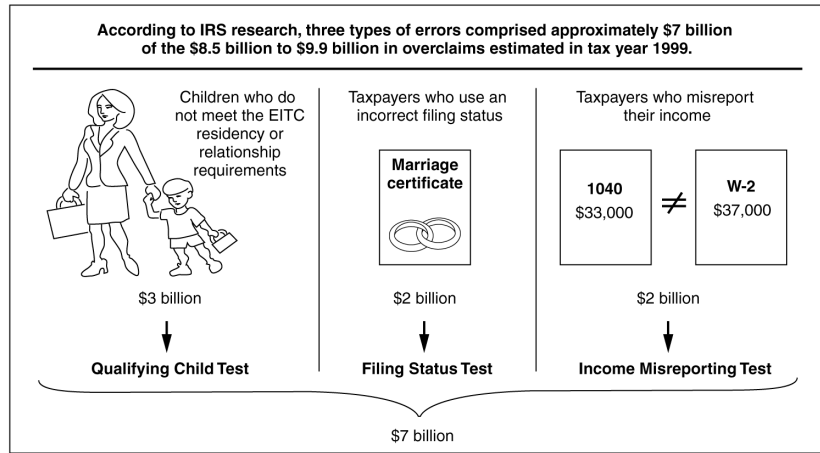 According to IRS research, three types of errors comprised approximately $7 billion
of the $8.5 billion to $9.9 billion in overclaims estimated in tax year 1999.
Children who do
not meet the EITC
residency or
relationship
requirements
$3 billion
Qualifying Child Test
Taxpayers who use an
incorrect filing status
Marriage
certificate
$2 billion
Filing Status Test
Taxpayers who misreport
their income
1040
$33,000
≠
W-2
$37,000
$2 billion
Income Misreporting Test
$7 billion